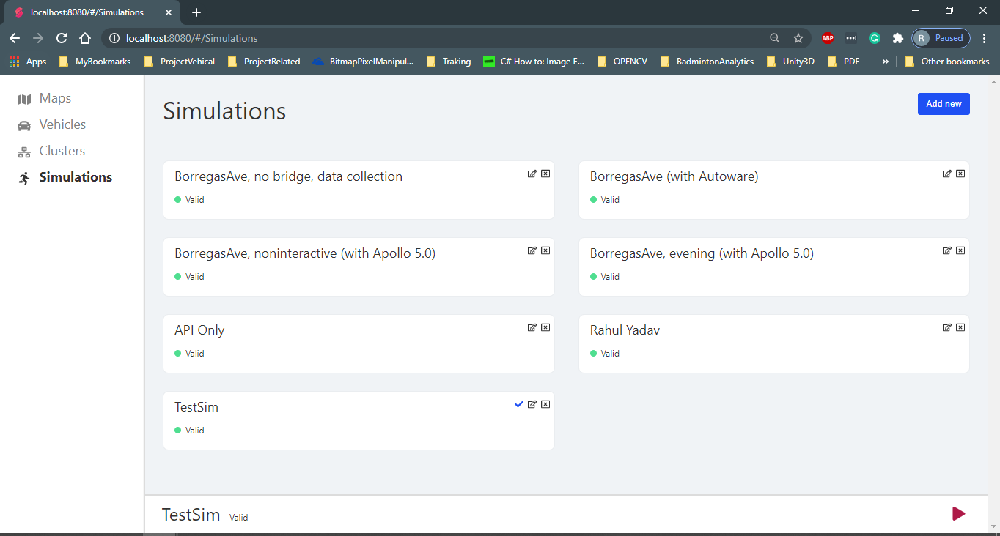 localhost:8080/#/Simulations
localhost:8080/#/Simulations
ABP
G
R Paused
Apps MyBookmarks ProjectVehical ProjectRelated BitmapPixelManipul... Traking C# How to: Image E... OPENCV BadmintonAnalytics Unity3D PDF » Other bookmarks
Maps
Vehicles
Clusters
Simulations
Simulations
Add new
BorregasAve, no bridge, data collection
Valid
BorregasAve (with Autoware)
Valid
BorregasAve, noninteractive (with Apollo 5.0)
Valid
BorregasAve, evening (with Apollo 5.0)
Valid
API Only
Valid
Rahul Yadav
Valid
TestSim
Valid
TestSim Valid